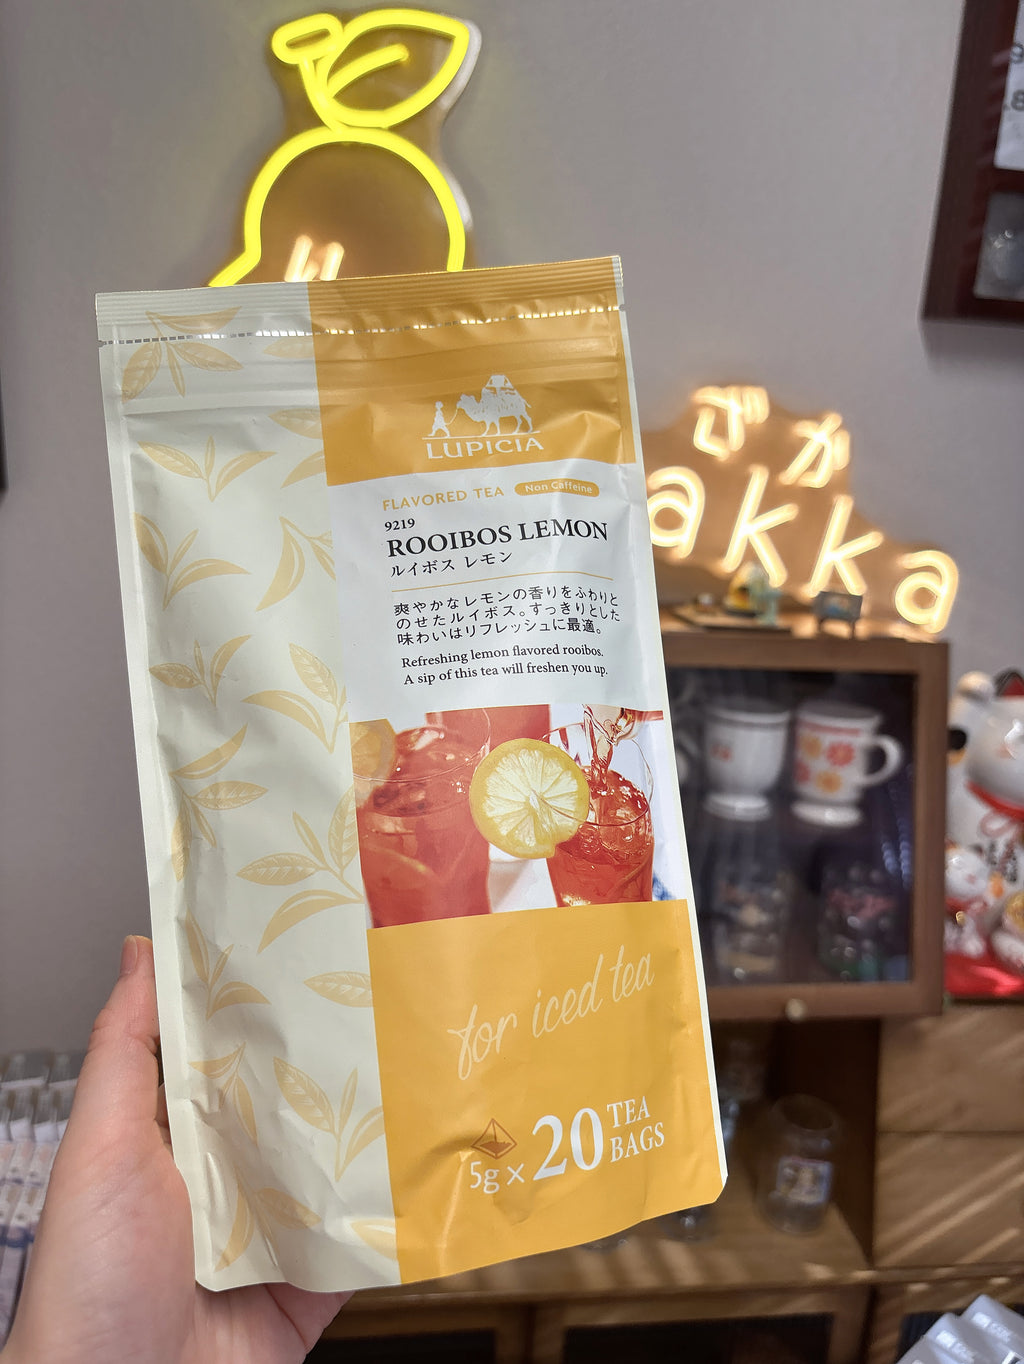 LUPICIA
FLAVORED TEA Non Caffeine
9219
ROOIBOS LEMON
ルイボス レモン
爽やかなレモンの香りをふわりと
のせたルイボス。すっきりとした
味わいはリフレッシュに最適。
Refreshing lemon flavored rooibos.
A sip of this tea will freshen you up.
for iced tea
5g × 20 TEA BAGS
akka